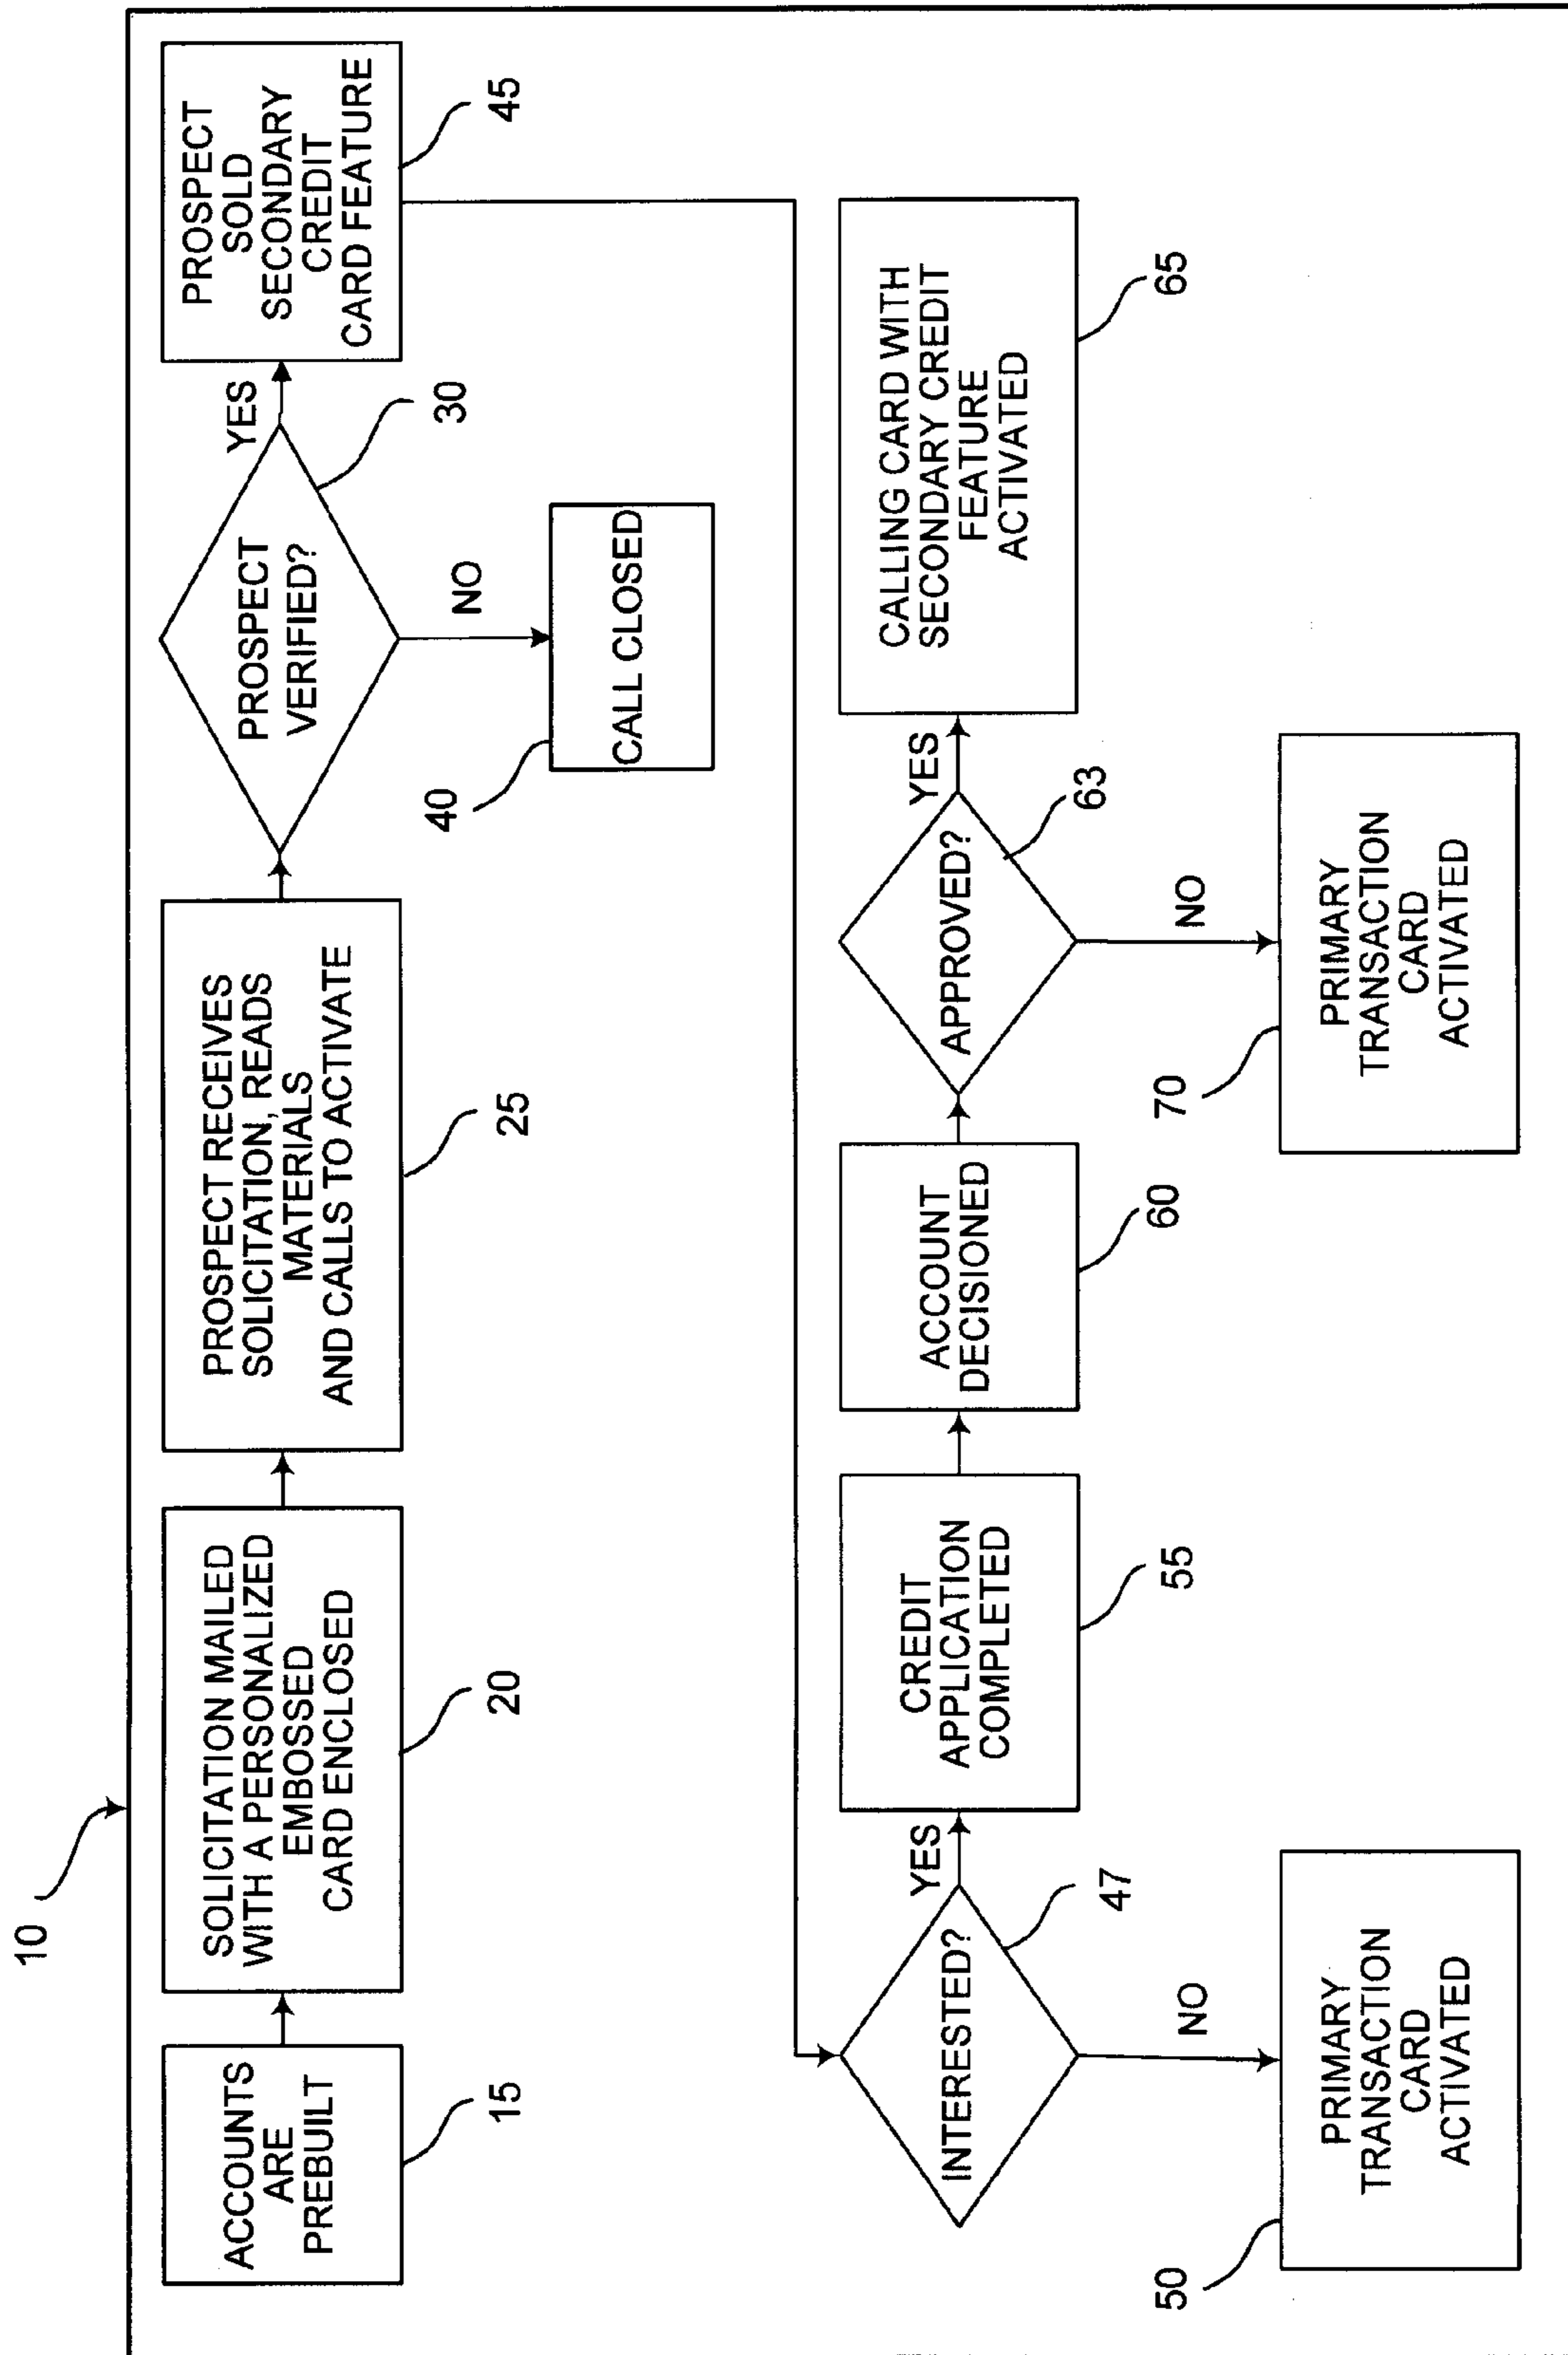 10
ACCOUNTS
ARE
PREBUILT
15
SOLICITATION MAILED
WITH A PERSONALIZED
EMBOSSED
CARD ENCLOSED
20
PROSPECT RECEIVES
SOLICITATION, READS
MATERIALS
AND CALLS TO ACTIVATE
25
PROSPECT
VERIFIED?
30
YES
NO
40
CALL CLOSED
PROSPECT
SOLD
SECONDARY
CREDIT
CARD FEATURE
45
INTERESTED?
47
YES
NO
50
PRIMARY
TRANSACTION
CARD
ACTIVATED
CREDIT
APPLICATION
COMPLETED
55
ACCOUNT
DECISIONED
60
APPROVED?
63
YES
NO
70
PRIMARY
TRANSACTION
CARD
ACTIVATED
CALLING CARD WITH
SECONDARY CREDIT
FEATURE
ACTIVATED
65